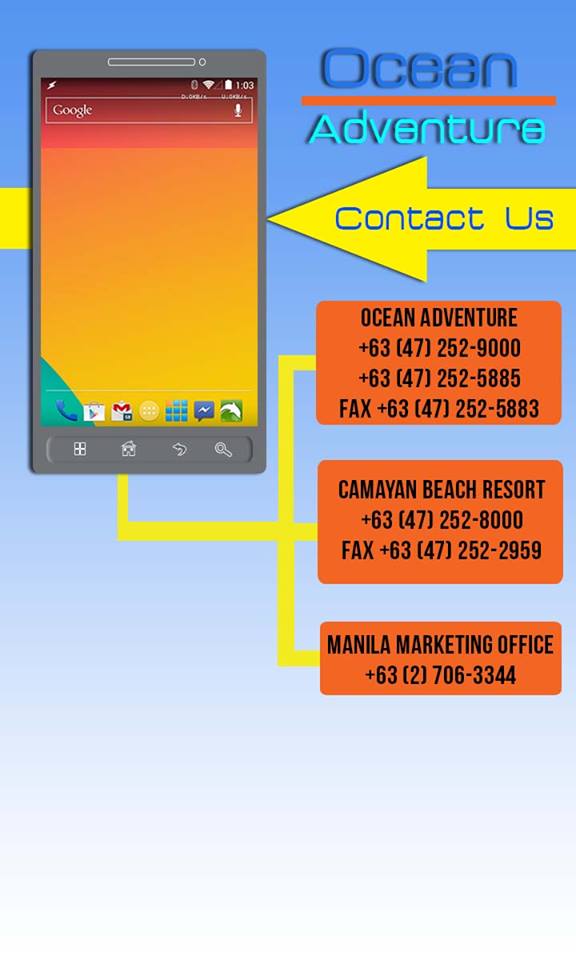 Ocean
Adventure
1:03
D:0KB/s U:0KB/s
Google
Contact Us
OCEAN ADVENTURE
+63 (47) 252-9000
+63 (47) 252-5885
FAX +63 (47) 252-5883
CAMAYAN BEACH RESORT
+63 (47) 252-8000
FAX +63 (47) 252-2959
MANILA MARKETING OFFICE
+63 (2) 706-3344